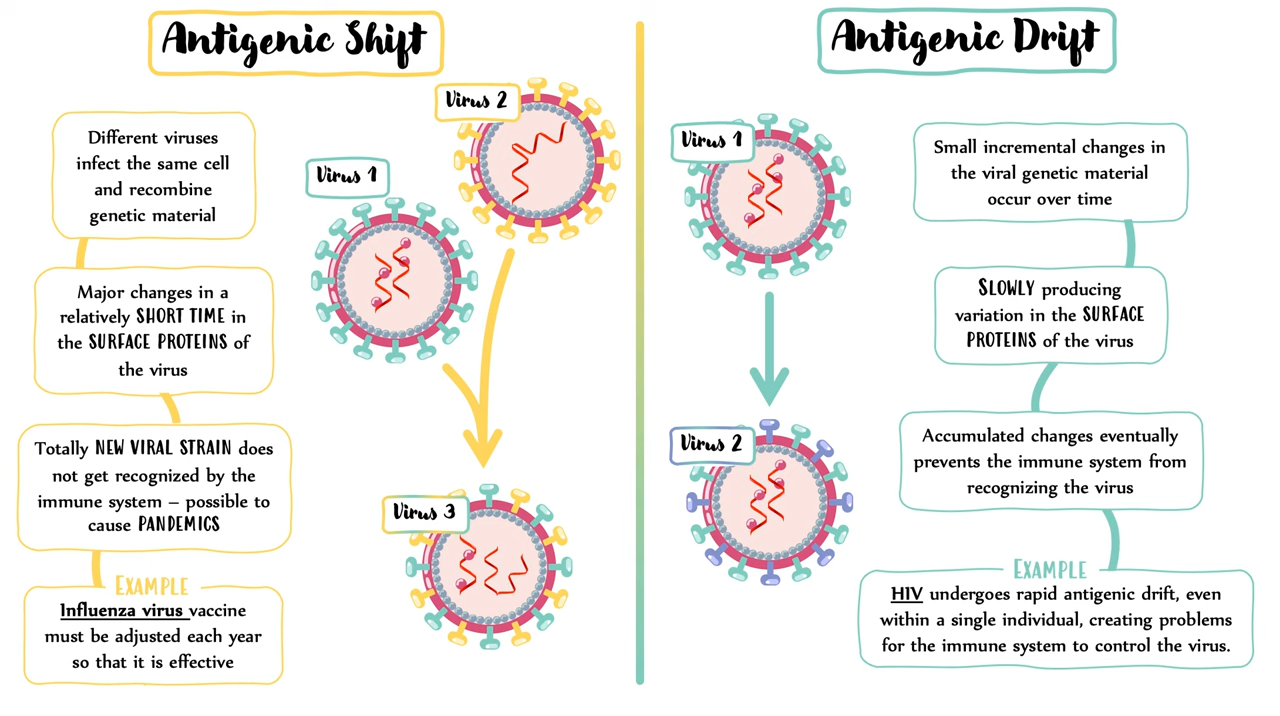 Antigenic Shift
Virus 2
Virus 1
Different viruses
infect the same cell
and recombine
genetic material
Major changes in a
relatively SHORT TIME in
the SURFACE PROTEINS of
the virus
Totally NEW VIRAL STRAIN does
not get recognized by the
immune system – possible to
cause PANDEMICS
Virus 3
EXAMPLE
Influenza virus vaccine
must be adjusted each year
so that it is effective
Antigenic Drift
Virus 1
Small incremental changes in
the viral genetic material
occur over time
SLOWLY producing
variation in the SURFACE
PROTEINS of the virus
Virus 2
Accumulated changes eventually
prevents the immune system from
recognizing the virus
EXAMPLE
HIV undergoes rapid antigenic drift, even
within a single individual, creating problems
for the immune system to control the virus.